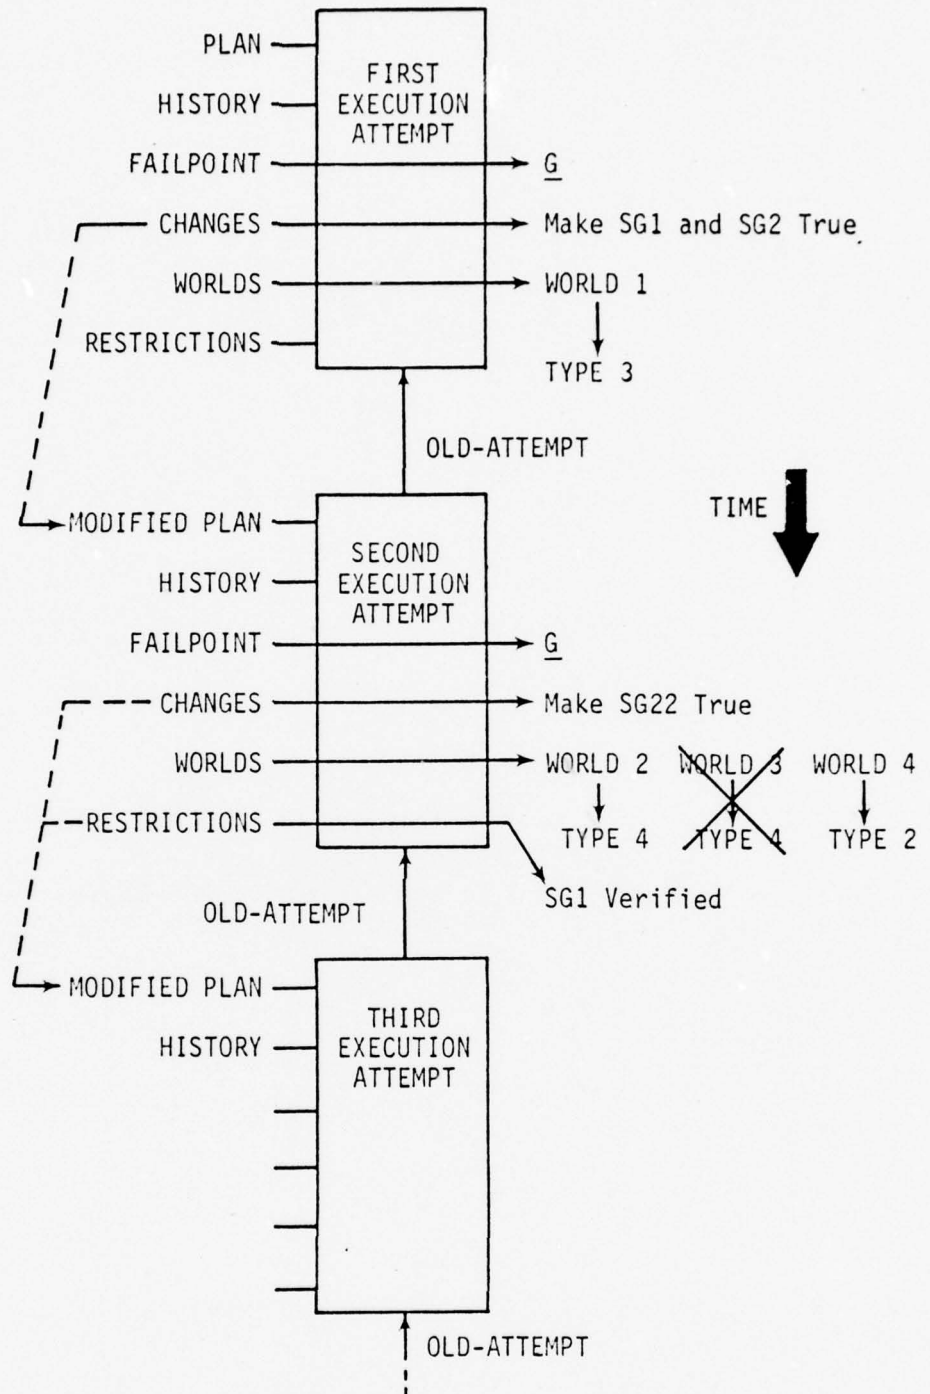 PLAN
FIRST
EXECUTION
ATTEMPT
HISTORY
FAILPOINT G
CHANGES Make SG1 and SG2 True
WORLDS WORLD 1
RESTRICTIONS
TYPE 3
OLD-ATTEMPT
TIME
MODIFIED PLAN
SECOND
EXECUTION
ATTEMPT
HISTORY
FAILPOINT G
CHANGES Make SG22 True
WORLDS WORLD 2 WORLD 3 WORLD 4
RESTRICTIONS TYPE 4 TYPE 4 TYPE 2
SG1 Verified
OLD-ATTEMPT
MODIFIED PLAN
THIRD
EXECUTION
ATTEMPT
HISTORY
OLD-ATTEMPT